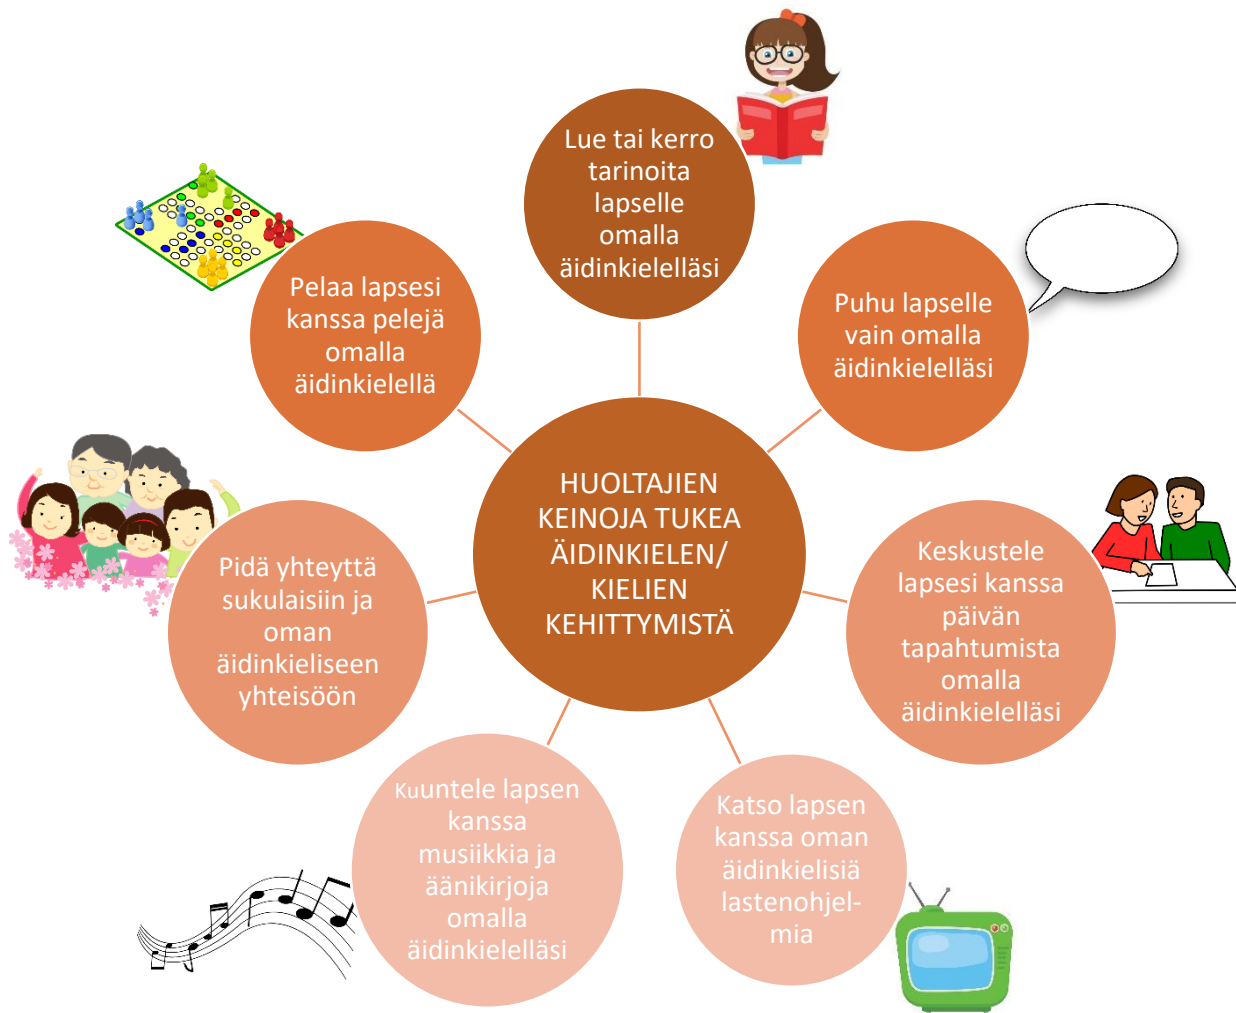 HUOLTAJIEN
KEINOJA TUKEA
ÄIDINKIELEN/
KIELIEN
KEHITTYMISTÄ
Lue tai kerro
tarinoita
lapselle
omalla
äidinkielelläsi
Puhu lapselle
vain omalla
äidinkielelläsi
Keskustele
lapsesi kanssa
päivän
tapahtumista
omalla
äidinkielelläsi
Katso lapsen
kanssa oman
äidinkielisiä
lastenohjel-
mia
Kuuntele lapsen
kanssa
musiikkia ja
äänikirjoja
omalla
äidinkielelläsi
Pidä yhteyttä
sukulaisiin ja
oman
äidinkieliseen
yhteisöön
Pelaa lapsesi
kanssa pelejä
omalla
äidinkielellä